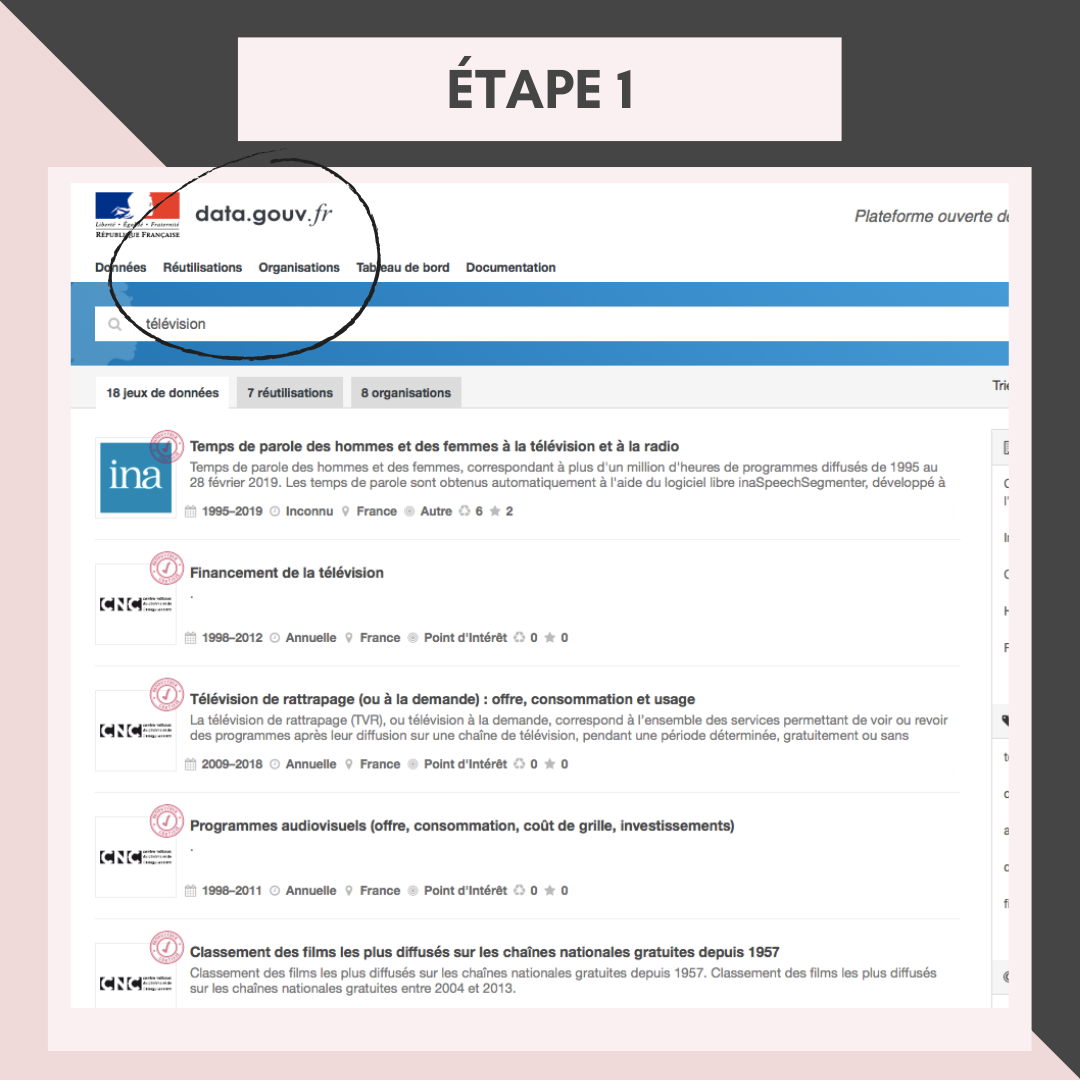 ÉTAPE 1
Liberté • Égalité • Fraternité
RÉPUBLIQUE FRANÇAISE
data.gouv.fr
Plateforme ouverte
Données Réutilisations Organisations Tableau de bord Documentation
télévision
18 jeux de données 7 réutilisations 8 organisations
ina
Temps de parole des hommes et des femmes à la télévision et à la radio
Temps de parole des hommes et des femmes, correspondant à plus d'un million d'heures de programmes diffusés de 1995 au
28 février 2019. Les temps de parole sont obtenus automatiquement à l'aide du logiciel libre inaSpeechSegmenter, développé à
1995–2019 Inconnu France Autre 6 2
CNC
Financement de la télévision
.
1998–2012 Annuelle France Point d'Intérêt 0 0
CNC
Télévision de rattrapage (ou à la demande) : offre, consommation et usage
La télévision de rattrapage (TVR), ou télévision à la demande, correspond à l'ensemble des services permettant de voir ou revoir
des programmes après leur diffusion sur une chaîne de télévision, pendant une période déterminée, gratuitement ou sans
2009–2018 Annuelle France Point d'Intérêt 0 0
CNC
Programmes audiovisuels (offre, consommation, coût de grille, investissements)
.
1998–2011 Annuelle France Point d'Intérêt 0 0
CNC
Classement des films les plus diffusés sur les chaînes nationales gratuites depuis 1957
Classement des films les plus diffusés sur les chaînes nationales gratuites depuis 1957. Classement des films les plus diffusés
sur les chaînes nationales gratuites entre 2004 et 2013.